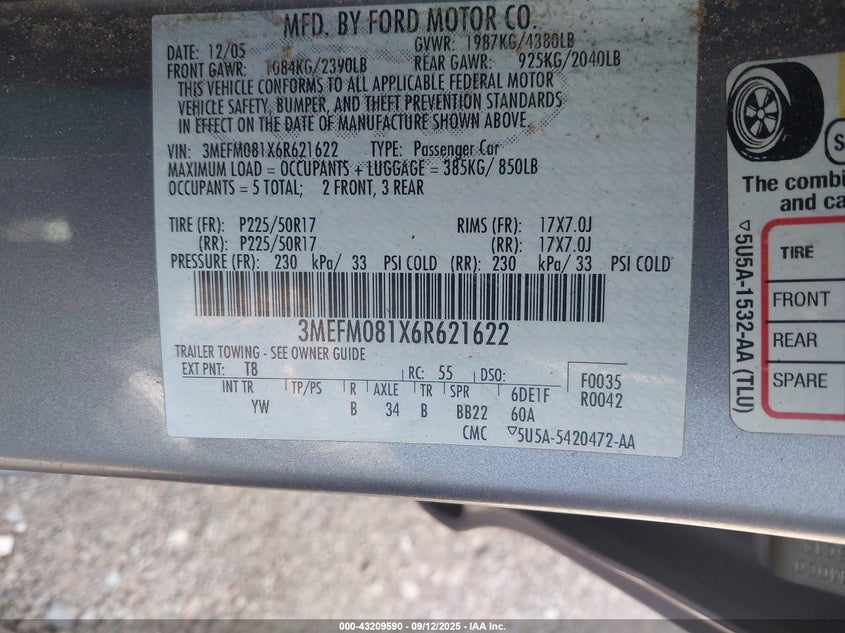 MFD. BY FORD MOTOR CO.
DATE: 12/05 GVWR: 1987KG/4380LB
FRONT GAWR: 1084KG/2390LB REAR GAWR: 925KG/2040LB
THIS VEHICLE CONFORMS TO ALL APPLICABLE FEDERAL MOTOR
VEHICLE SAFETY, BUMPER, AND THEFT PREVENTION STANDARDS
IN EFFECT ON THE DATE OF MANUFACTURE SHOWN ABOVE.
VIN: 3MEFM081X6R621622 TYPE: Passenger Car
MAXIMUM LOAD = OCCUPANTS + LUGGAGE = 385KG/ 850LB
OCCUPANTS = 5 TOTAL; 2 FRONT, 3 REAR
TIRE (FR): P225/50R17 RIMS (FR): 17X7.0J
(RR): P225/50R17 (RR): 17X7.0J
PRESSURE (FR): 230 kPa/ 33 PSI COLD (RR): 230 kPa/ 33 PSI COLD
3MEFM081X6R621622
TRAILER TOWING - SEE OWNER GUIDE
EXT PNT: T8 RC: 55 DSO: F0035
INT TR TP/PS R AXLE TR SPR 6DE1F R0042
YW B 34 B BB22 60A
CMC ▽5U5A-5420472-AA
S
The combi
and ca
▽5U5A-1532-AA (TLU)
TIRE
FRONT
REAR
SPARE
000-43209590 - 09/12/2025 - IAA Inc.